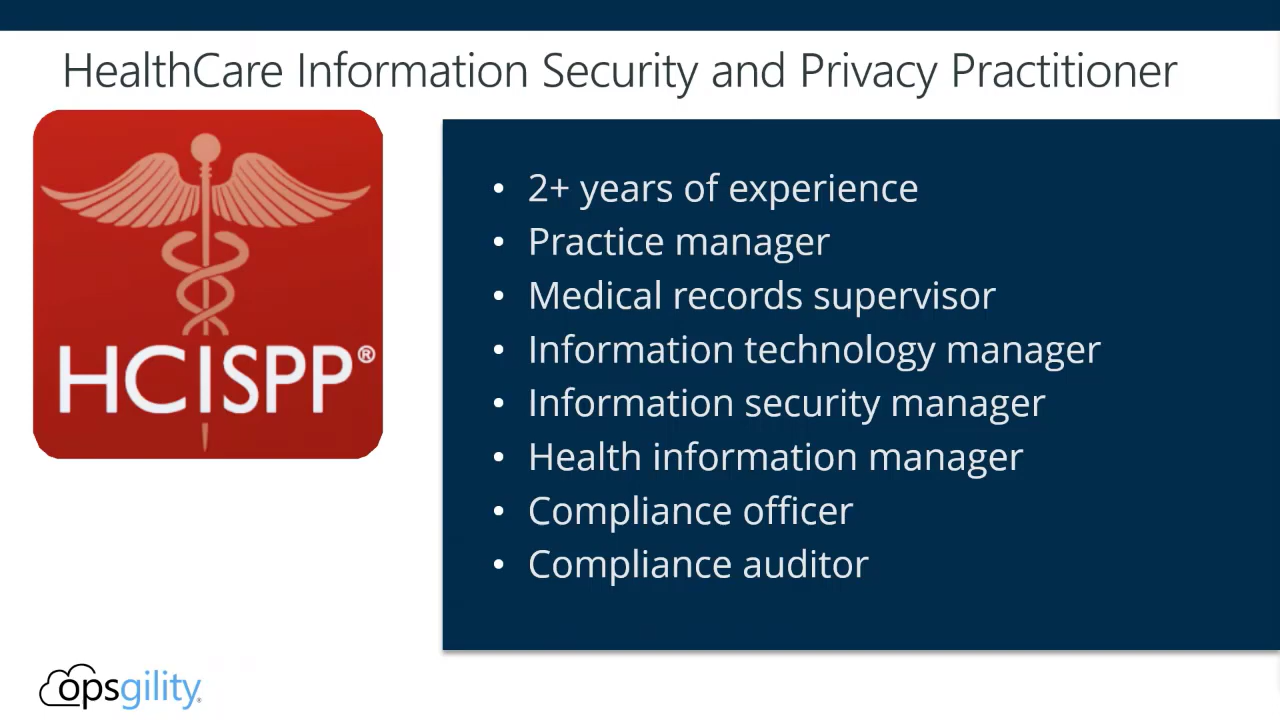 HealthCare Information Security and Privacy Practitioner
HCISPP®
• 2+ years of experience
• Practice manager
• Medical records supervisor
• Information technology manager
• Information security manager
• Health information manager
• Compliance officer
• Compliance auditor
opsgility®